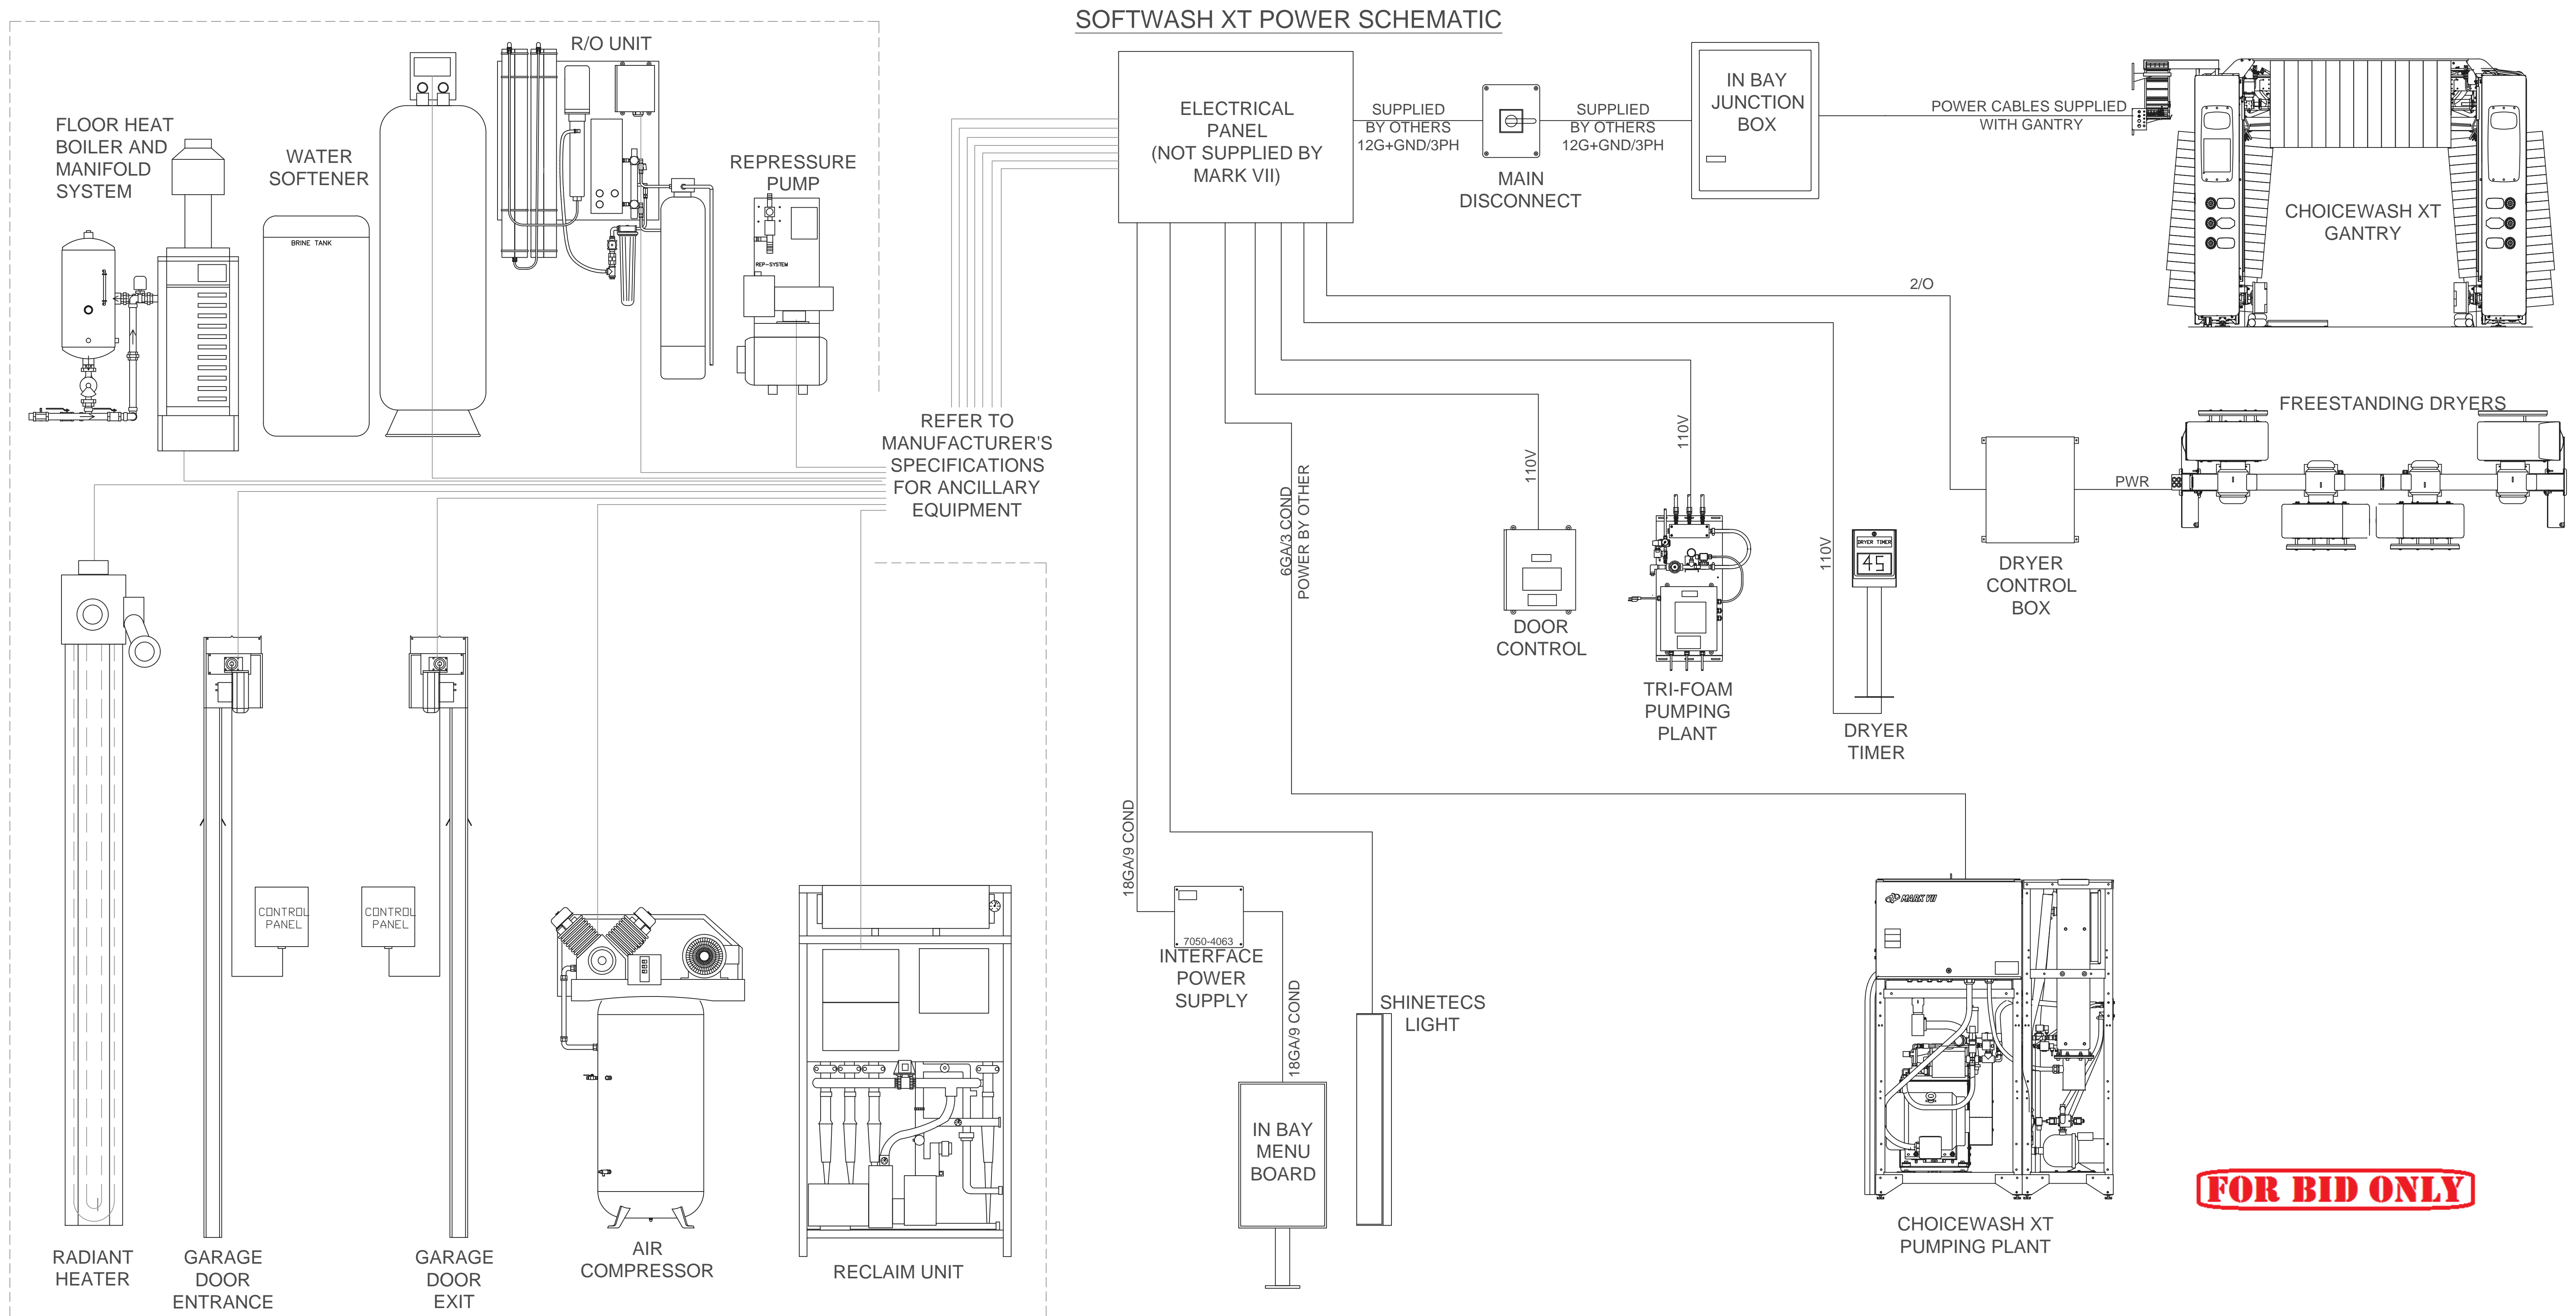 SOFTWASH XT POWER SCHEMATIC
R/O UNIT
FLOOR HEAT
BOILER AND
MANIFOLD
SYSTEM
WATER
SOFTENER
BRINE TANK
REPRESSURE
PUMP
REP-SYSTEM
ELECTRICAL
PANEL
(NOT SUPPLIED BY
MARK VII)
SUPPLIED
BY OTHERS
12G+GND/3PH
MAIN
DISCONNECT
SUPPLIED
BY OTHERS
12G+GND/3PH
IN BAY
JUNCTION
BOX
POWER CABLES SUPPLIED
WITH GANTRY
CHOICEWASH XT
GANTRY
2/O
REFER TO
MANUFACTURER'S
SPECIFICATIONS
FOR ANCILLARY
EQUIPMENT
FREESTANDING DRYERS
PWR
DRYER
CONTROL
BOX
110V
110V
110V
6GA/3 COND
POWER BY OTHER
DRYER TIMER
45
DOOR
CONTROL
TRI-FOAM
PUMPING
PLANT
DRYER
TIMER
18GA/9 COND
CONTROL
PANEL
CONTROL
PANEL
7050-4063
INTERFACE
POWER
SUPPLY
18GA/9 COND
SHINETECS
LIGHT
IN BAY
MENU
BOARD
MARK VII
CHOICEWASH XT
PUMPING PLANT
FOR BID ONLY
RADIANT
HEATER
GARAGE
DOOR
ENTRANCE
GARAGE
DOOR
EXIT
AIR
COMPRESSOR
RECLAIM UNIT